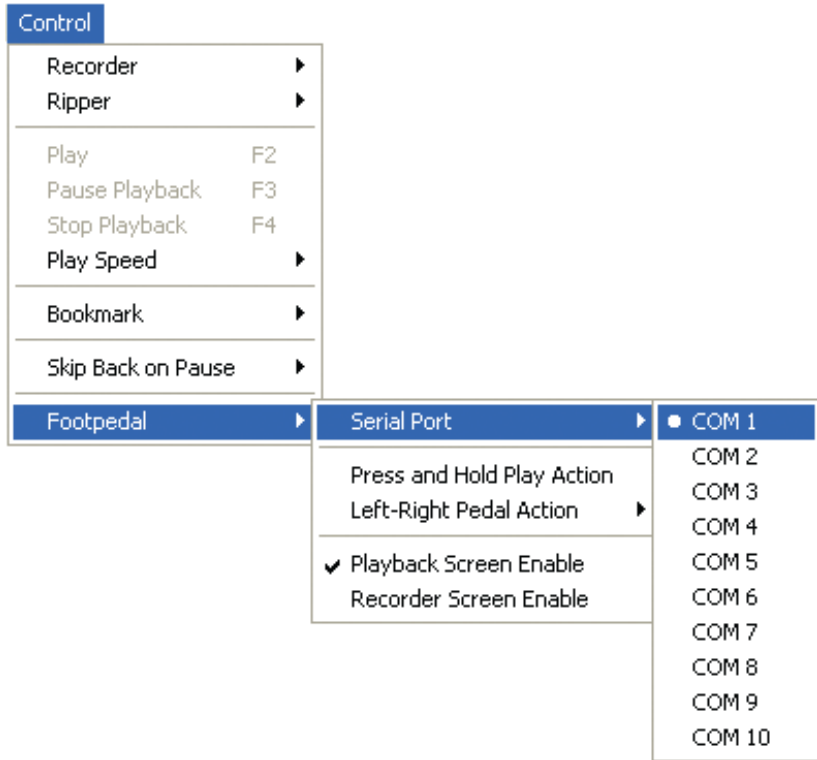 Control
Recorder
Ripper
Play F2
Pause Playback F3
Stop Playback F4
Play Speed
Bookmark
Skip Back on Pause
Footpedal
Serial Port
Press and Hold Play Action
Left-Right Pedal Action
Playback Screen Enable
Recorder Screen Enable
COM 1
COM 2
COM 3
COM 4
COM 5
COM 6
COM 7
COM 8
COM 9
COM 10